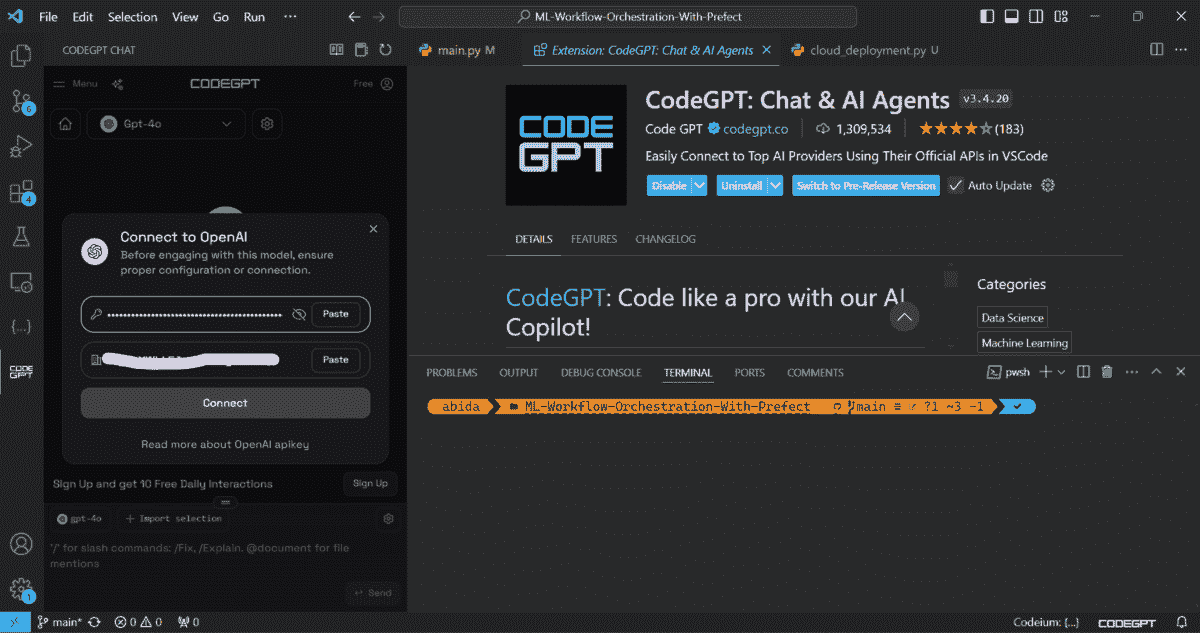 File Edit Selection View Go Run ···
ML-Workflow-Orchestration-With-Prefect
CODEGPT CHAT
Menu
CODEGPT
Free
Gpt-4o
Connect to OpenAI
Before engaging with this model, ensure
proper configuration or connection.
Paste
Paste
Connect
Read more about OpenAI apikey
Sign Up and get 10 Free Daily Interactions
Sign Up
gpt-4o
+ Import selection
"/" for slash commands: /Fix, /Explain. @document for file
mentions
Send
6
4
CODE
GPT
1
main.py M
Extension: CodeGPT: Chat & AI Agents
cloud_deployment.py U
CODE
GPT
CodeGPT: Chat & AI Agents v3.4.20
Code GPT codegpt.co 1,309,534 (183)
Easily Connect to Top AI Providers Using Their Official APIs in VSCode
Disable Uninstall Switch to Pre-Release Version Auto Update
DETAILS FEATURES CHANGELOG
CodeGPT: Code like a pro with our AI
Copilot!
Categories
Data Science
Machine Learning
PROBLEMS OUTPUT DEBUG CONSOLE TERMINAL PORTS COMMENTS
pwsh
abida ML-Workflow-Orchestration-With-Prefect main ≡ ?1 ~3 -1
main* 0 0 0
Codeium: {...} CODEGPT